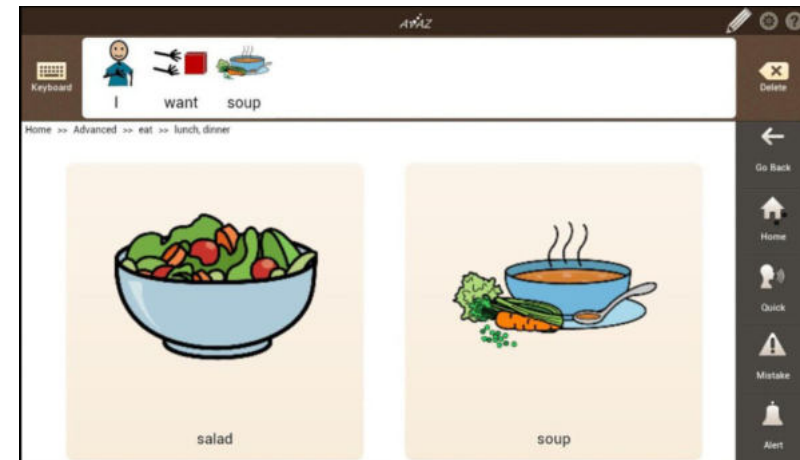 AVAZ
Keyboard
I want soup
Delete
Home >> Advanced >> eat >> lunch, dinner
Go Back
Home
Quick
Mistake
Alert
salad
soup